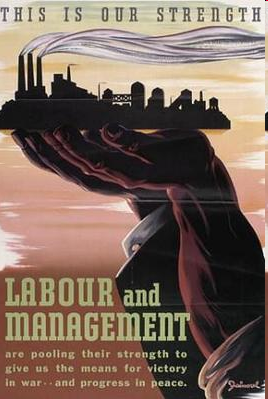 THIS IS OUR STRENGTH
LABOUR and
MANAGEMENT
are pooling their strength to
give us the means for victory
in war·· and progress in peace.